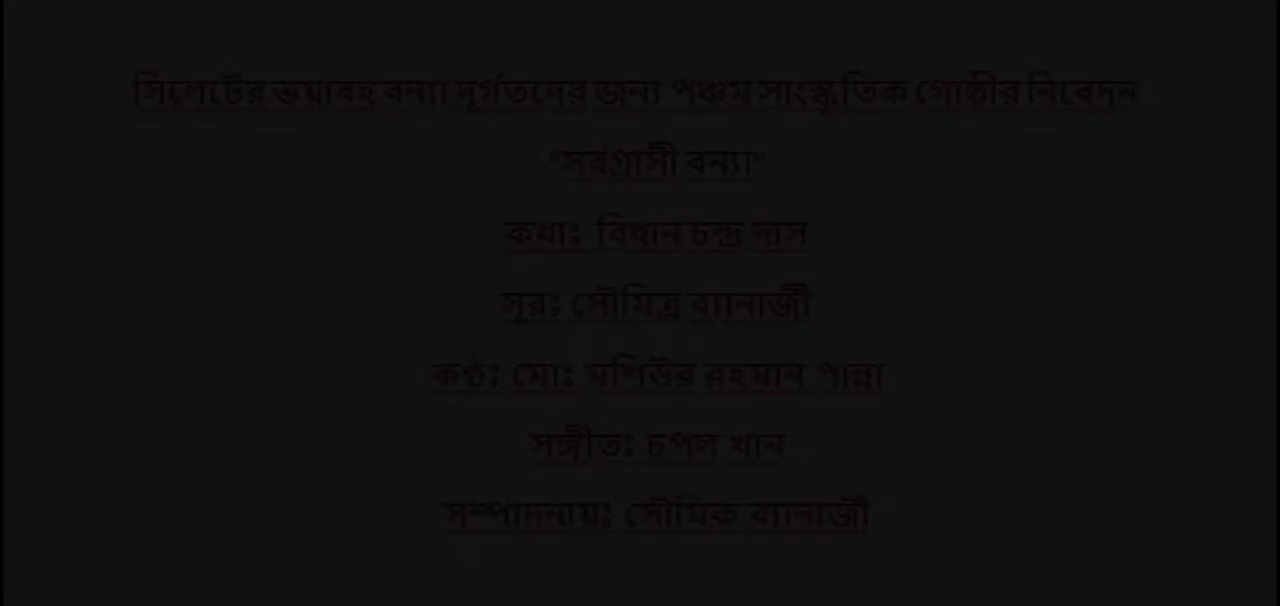 সিলেটের ভয়াবহ বন্যা দূর্গতদের জন্য পঞ্চম সাংস্কৃতিক গোষ্ঠীর নিবেদন
"সর্বগ্রাসী বন্যা"
কথাঃ বিধান চন্দ্র দাস
সুরঃ সৌমিত্র ব্যানার্জী
কণ্ঠঃ মোঃ মশিউর রহমান পান্না
সঙ্গীতঃ চপল খান
সম্পাদনায়ঃ সৌমিক ব্যানার্জী